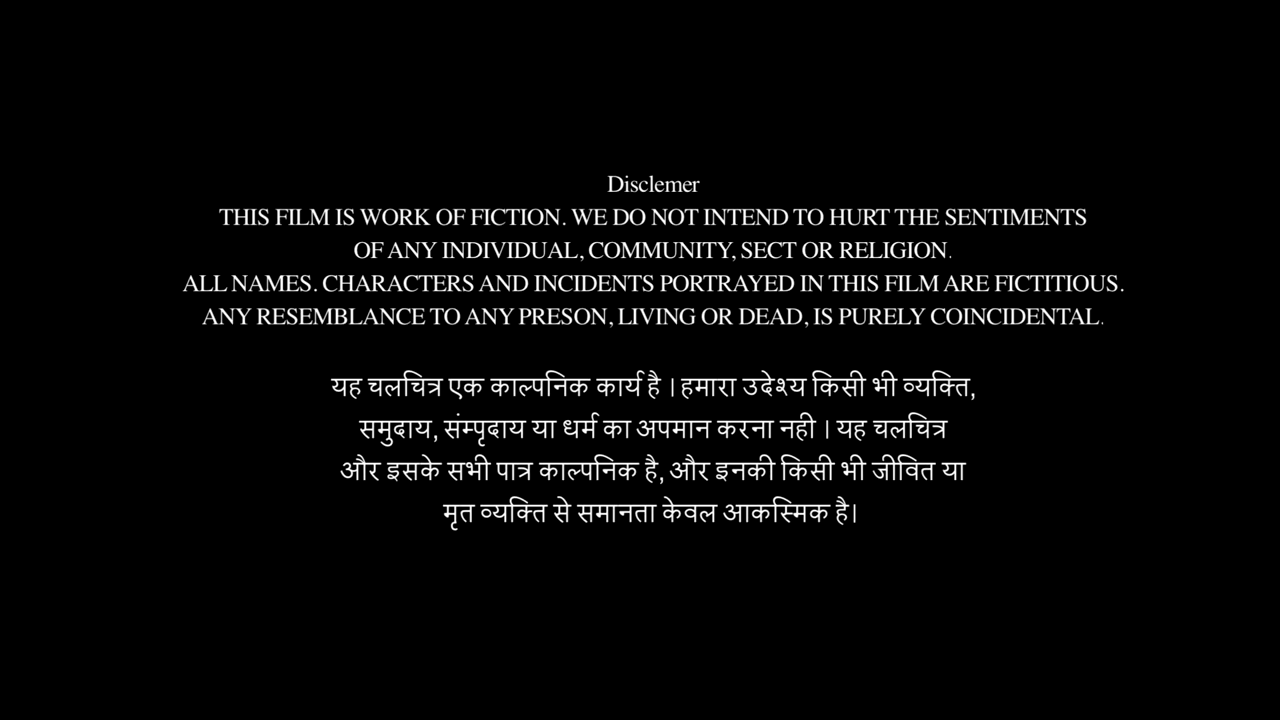 Disclemer
THIS FILM IS WORK OF FICTION. WE DO NOT INTEND TO HURT THE SENTIMENTS
OF ANY INDIVIDUAL, COMMUNITY, SECT OR RELIGION.
ALL NAMES. CHARACTERS AND INCIDENTS PORTRAYED IN THIS FILM ARE FICTITIOUS.
ANY RESEMBLANCE TO ANY PRESON, LIVING OR DEAD, IS PURELY COINCIDENTAL.
यह चलचित्र एक काल्पनिक कार्य है । हमारा उदेश्य किसी भी व्यक्ति,
समुदाय, संम्पृदाय या धर्म का अपमान करना नही । यह चलचित्र
और इसके सभी पात्र काल्पनिक है, और इनकी किसी भी जीवित या
मृत व्यक्ति से समानता केवल आकस्मिक है।